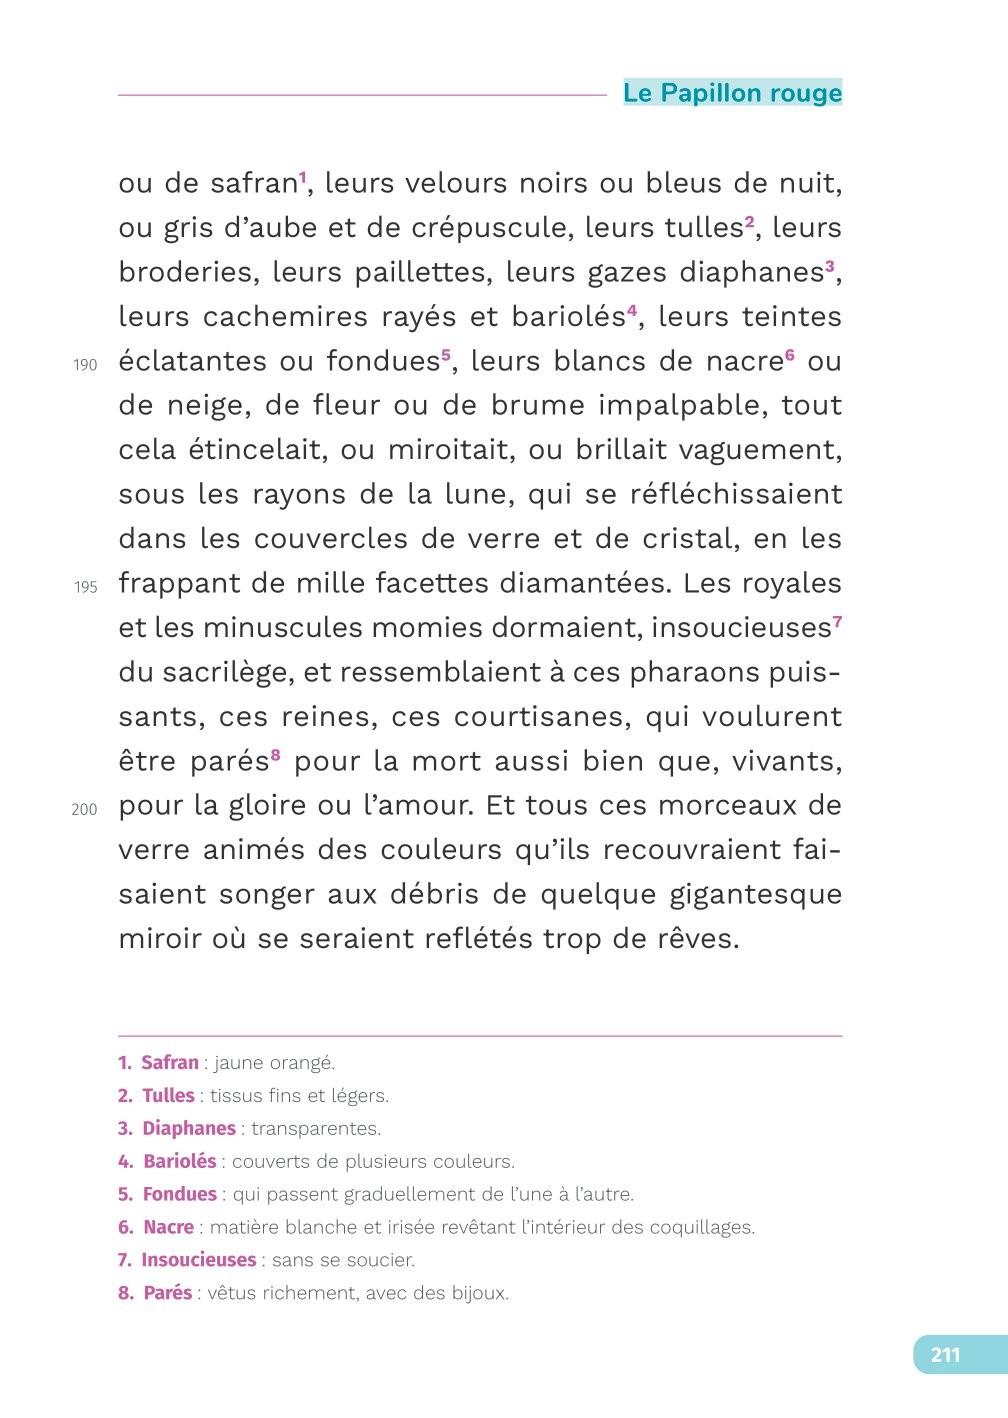 Le Papillon rouge
ou de safran¹, leurs velours noirs ou bleus de nuit,
ou gris d’aube et de crépuscule, leurs tulles², leurs
broderies, leurs paillettes, leurs gazes diaphanes³,
leurs cachemires rayés et bariolés⁴, leurs teintes
190 éclatantes ou fondues⁵, leurs blancs de nacre⁶ ou
de neige, de fleur ou de brume impalpable, tout
cela étincelait, ou miroitait, ou brillait vaguement,
sous les rayons de la lune, qui se réfléchissaient
dans les couvercles de verre et de cristal, en les
195 frappant de mille facettes diamantées. Les royales
et les minuscules momies dormaient, insoucieuses⁷
du sacrilège, et ressemblaient à ces pharaons puis-
sants, ces reines, ces courtisanes, qui voulurent
être parés⁸ pour la mort aussi bien que, vivants,
200 pour la gloire ou l’amour. Et tous ces morceaux de
verre animés des couleurs qu’ils recouvraient fai-
saient songer aux débris de quelque gigantesque
miroir où se seraient reflétés trop de rêves.
1. Safran : jaune orangé.
2. Tulles : tissus fins et légers.
3. Diaphanes : transparentes.
4. Bariolés : couverts de plusieurs couleurs.
5. Fondues : qui passent graduellement de l’une à l’autre.
6. Nacre : matière blanche et irisée revêtant l’intérieur des coquillages.
7. Insoucieuses : sans se soucier.
8. Parés : vêtus richement, avec des bijoux.
211